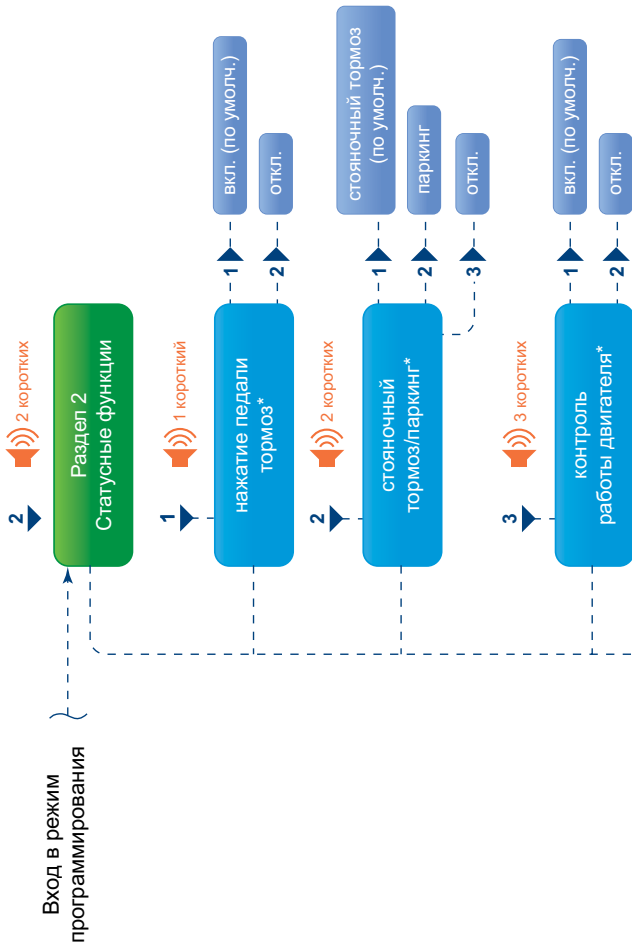 Вход в режим
программирования
2
2 коротких
Раздел 2
Статусные функции
1
1 короткий
нажатие педали
тормоз*
1
вкл. (по умолч.)
2
откл.
2
2 коротких
стояночный
тормоз/паркинг*
1
стояночный тормоз
(по умолч.)
2
паркинг
3
откл.
3
3 коротких
контроль
работы двигателя*
1
вкл. (по умолч.)
2
откл.